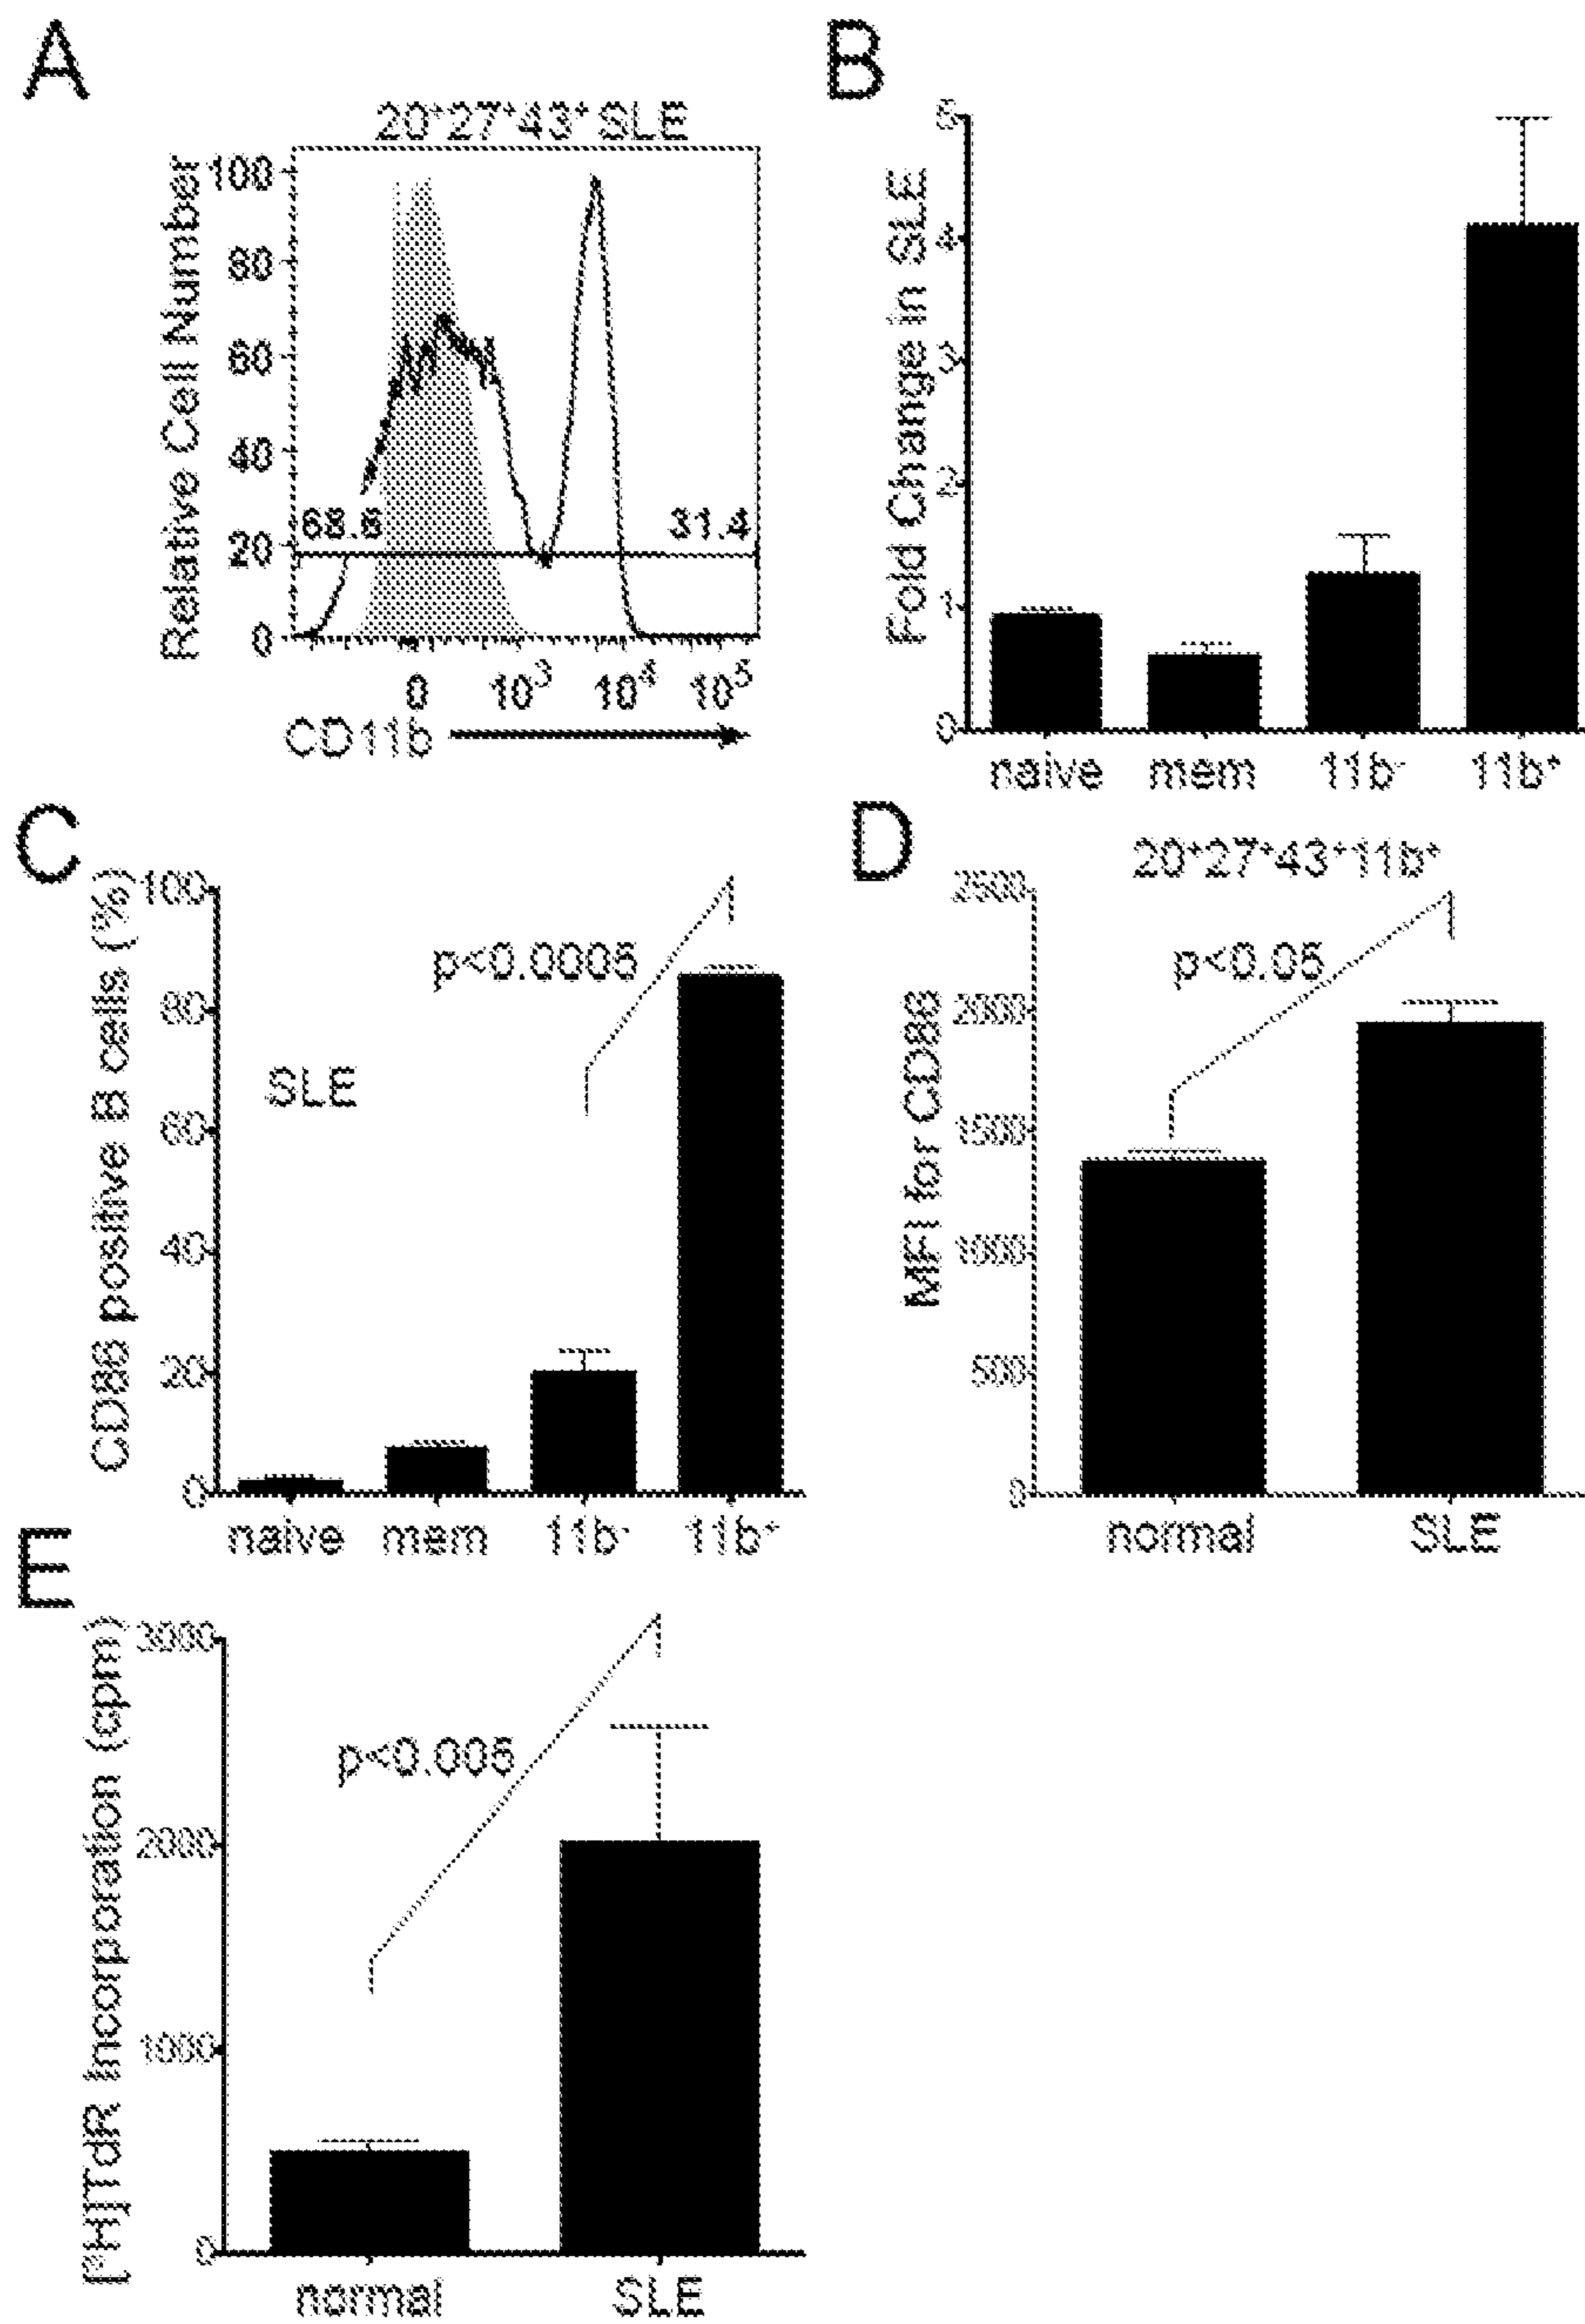 A
20⁺27⁺43⁺ SLE
Relative Cell Number
100
80
60
40
20
0
68.6
31.4
0 10³ 10⁴ 10⁵
CD11b
B
Fold Change in SLE
5
4
3
2
1
0
naive mem 11b⁻ 11b⁺
C
CD86 positive B cells (%)
100
80
60
40
20
0
p<0.0005
SLE
naive mem 11b⁻ 11b⁺
D
20⁺27⁺43⁺11b⁺
MFI for CD86
2500
2000
1500
1000
500
0
p<0.05
normal SLE
E
[³H]TdR Incorporation (cpm)
3000
2000
1000
0
p<0.005
normal SLE